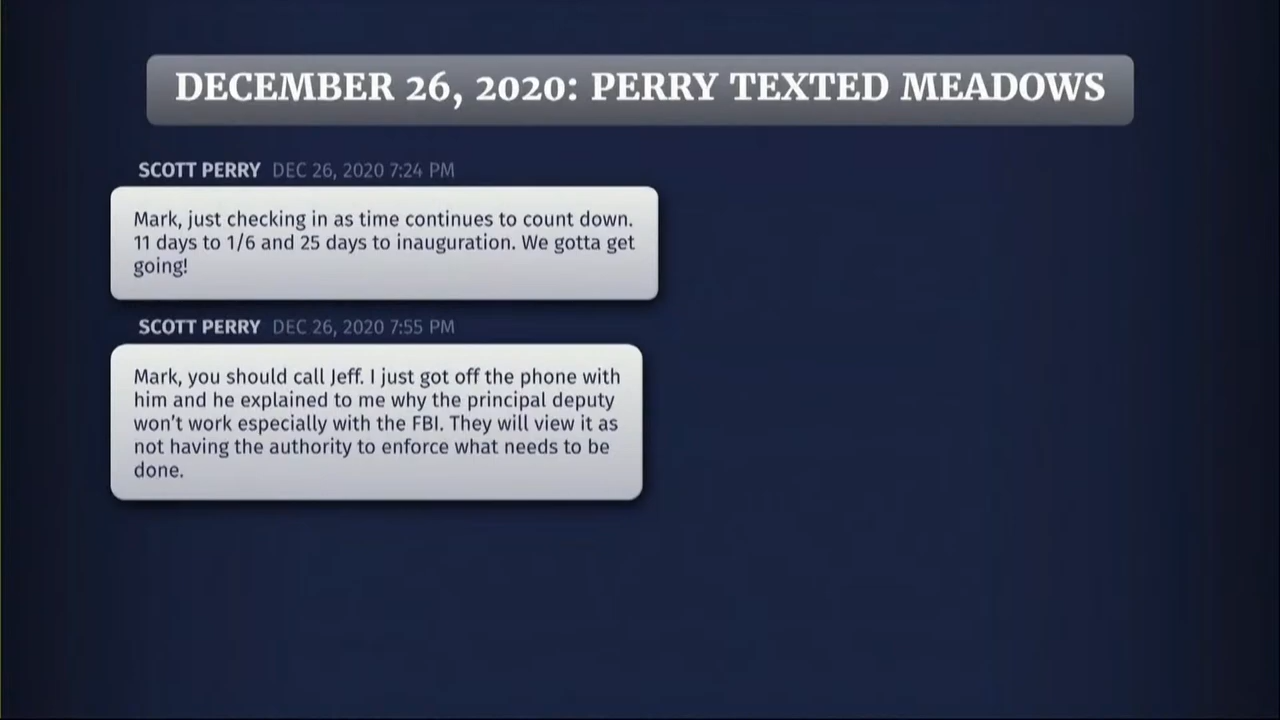 DECEMBER 26, 2020: PERRY TEXTED MEADOWS
SCOTT PERRY DEC 26, 2020 7:24 PM
Mark, just checking in as time continues to count down.
11 days to 1/6 and 25 days to inauguration. We gotta get
going!
SCOTT PERRY DEC 26, 2020 7:55 PM
Mark, you should call Jeff. I just got off the phone with
him and he explained to me why the principal deputy
won’t work especially with the FBI. They will view it as
not having the authority to enforce what needs to be
done.